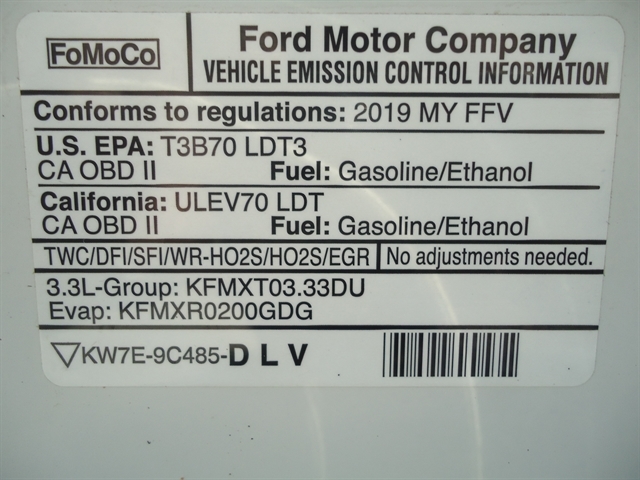 FoMoCo
Ford Motor Company
VEHICLE EMISSION CONTROL INFORMATION
Conforms to regulations: 2019 MY FFV
U.S. EPA: T3B70 LDT3
CA OBD II Fuel: Gasoline/Ethanol
California: ULEV70 LDT
CA OBD II Fuel: Gasoline/Ethanol
TWC/DFI/SFI/WR-HO2S/HO2S/EGR No adjustments needed.
3.3L-Group: KFMXT03.33DU
Evap: KFMXR0200GDG
KW7E-9C485-DLV